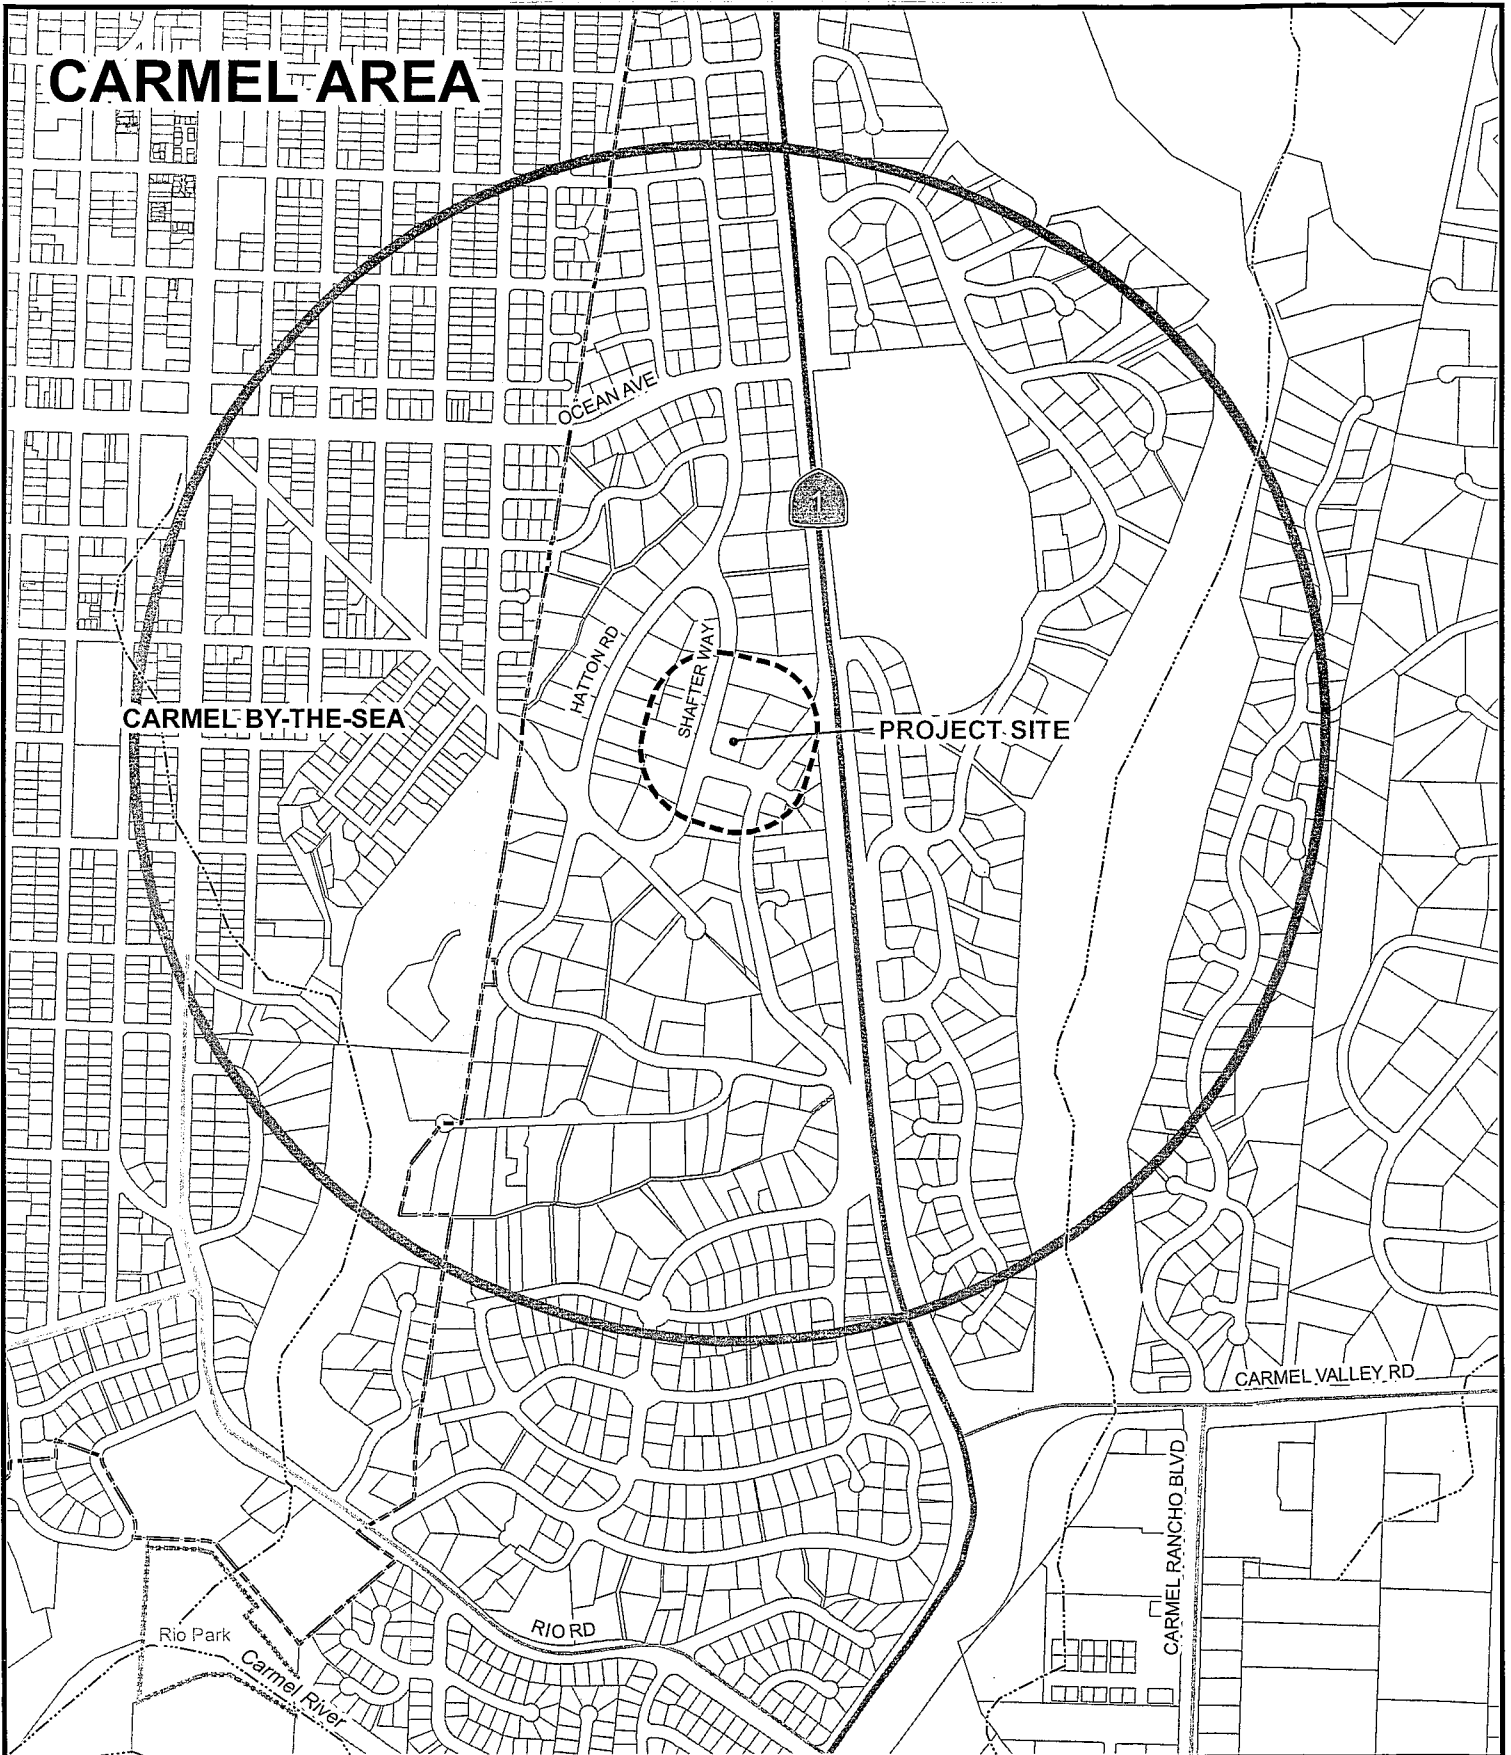 CARMEL AREA
OCEAN AVE
1
HATTON RD
SHAFTER WAY
CARMEL-BY-THE-SEA
PROJECT SITE
CARMEL VALLEY RD
CARMEL RANCHO BLVD
RIO RD
Rio Park
Carmel River